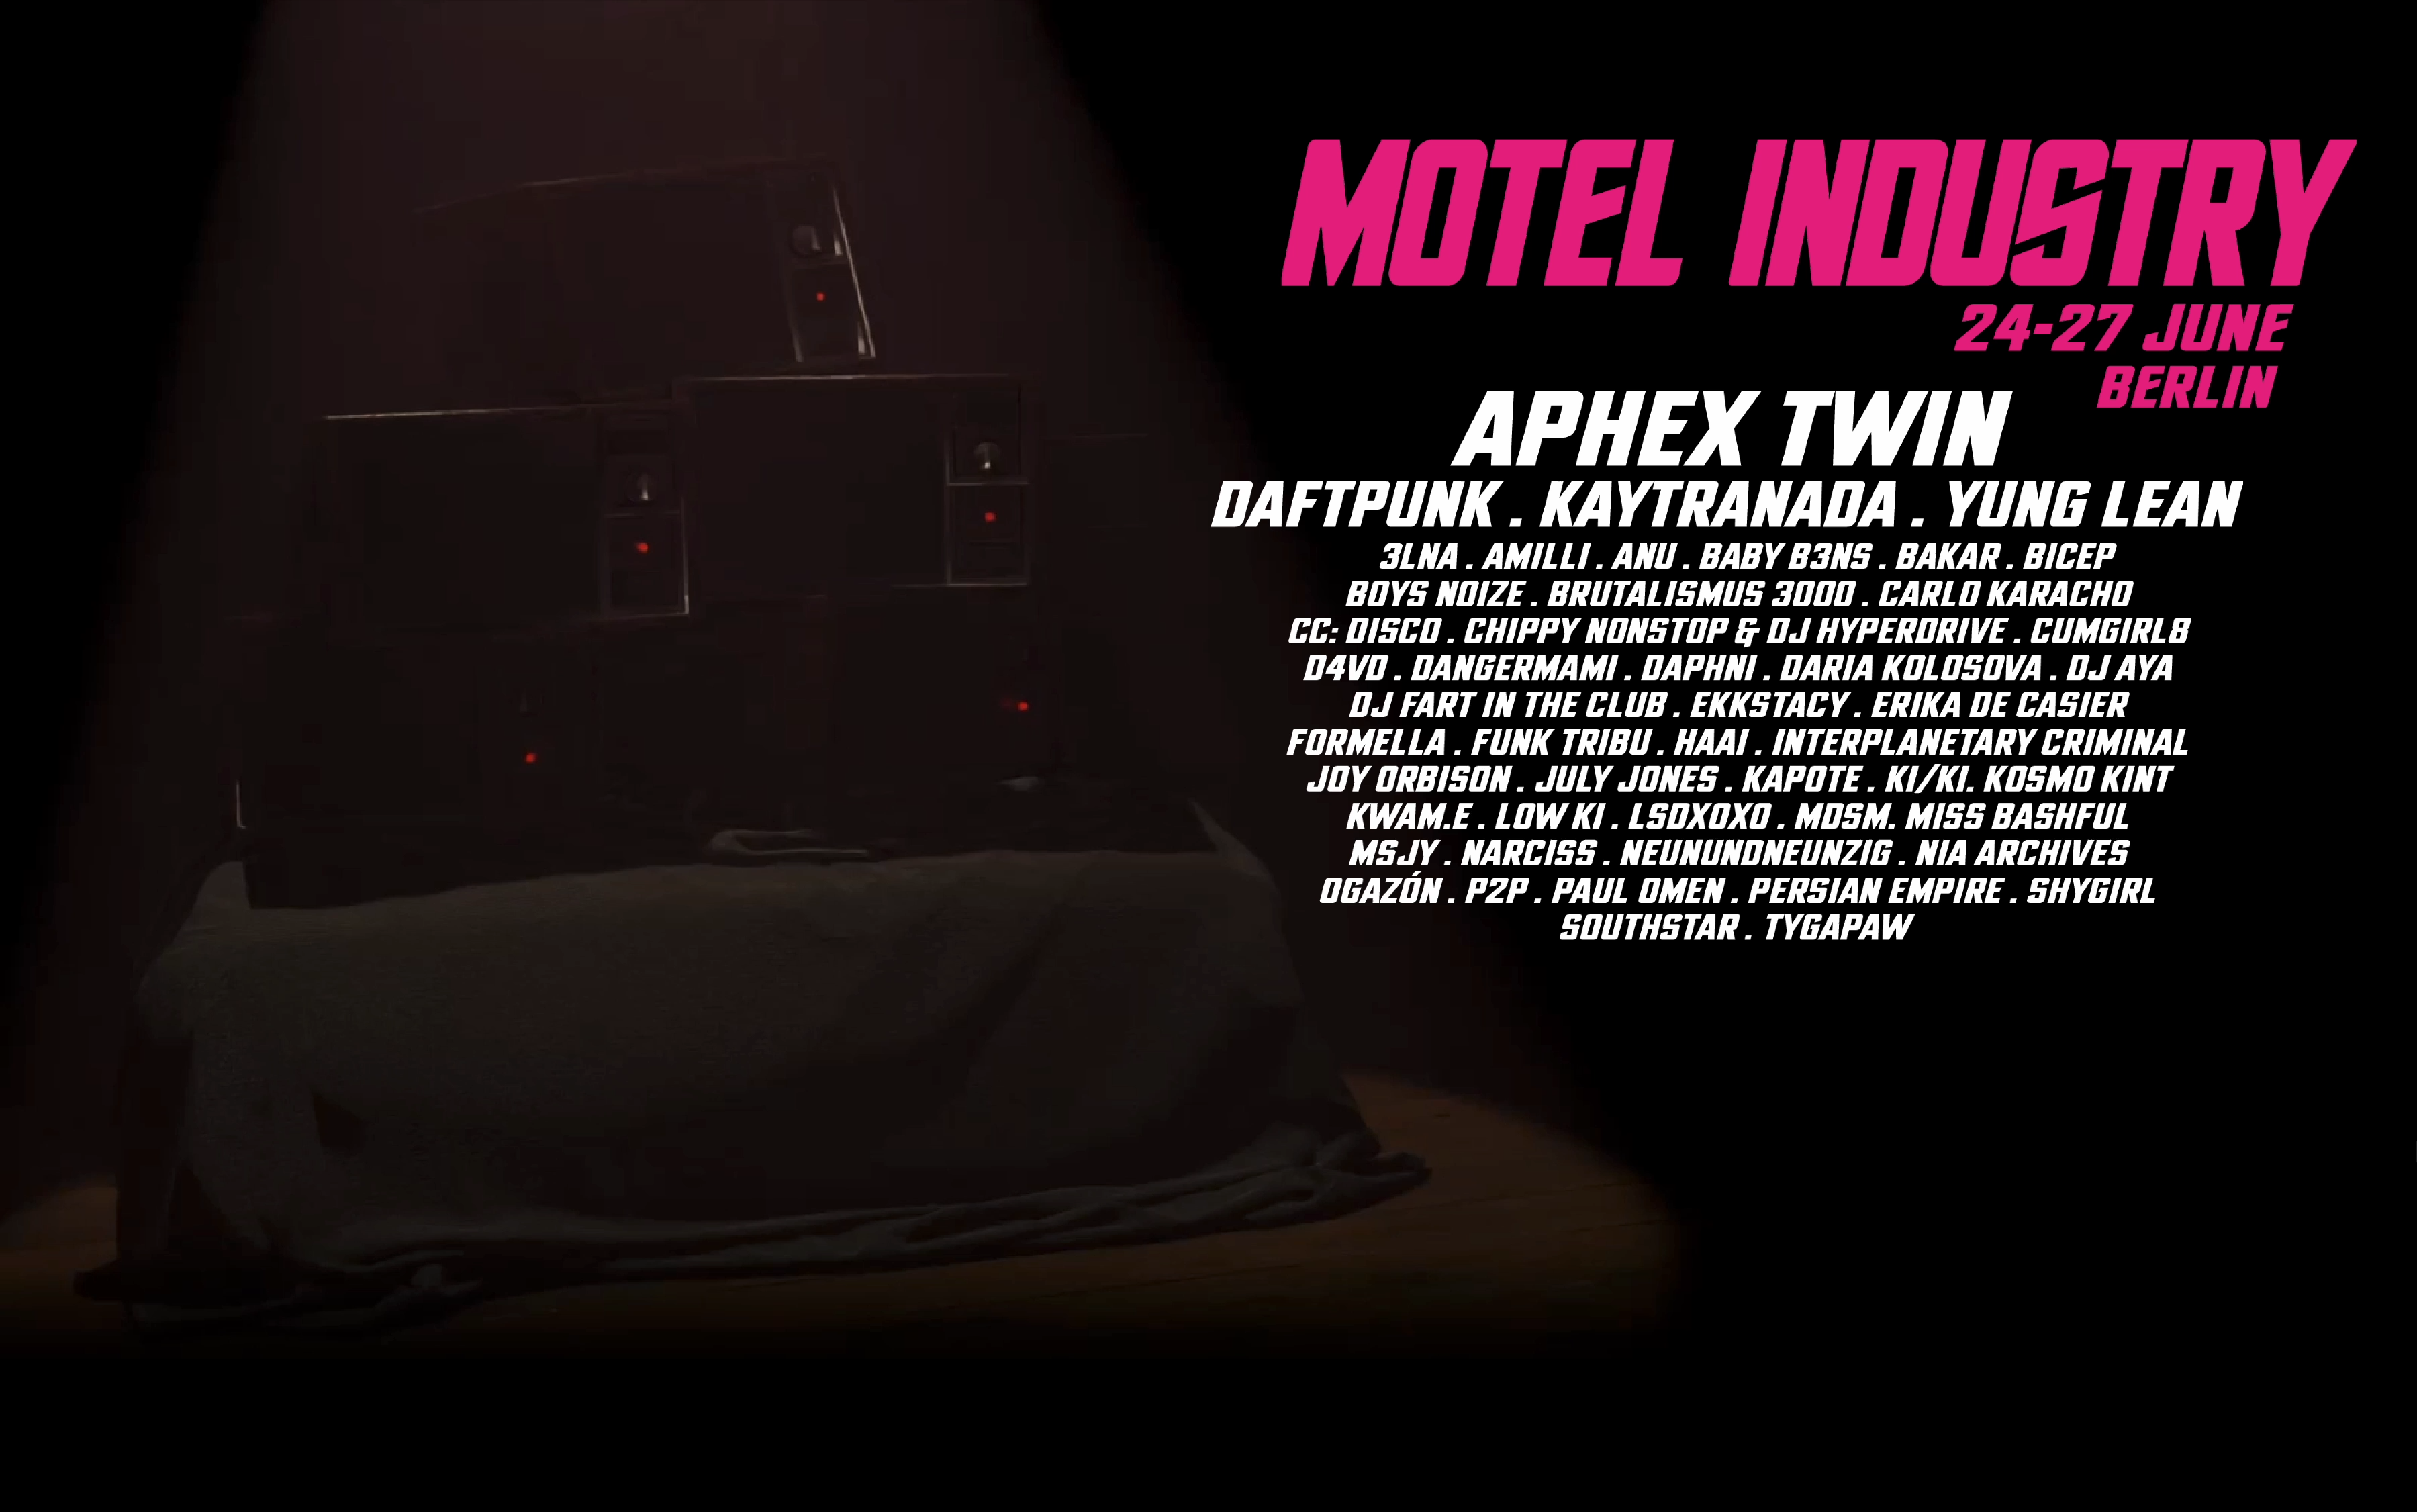 MOTEL INDUSTRY
24-27 JUNE
BERLIN
APHEX TWIN
DAFTPUNK . KAYTRANADA . YUNG LEAN
3LNA . AMILLI . ANU . BABY B3NS . BAKAR . BICEP
BOYS NOIZE . BRUTALISMUS 3000 . CARLO KARACHO
CC: DISCO . CHIPPY NONSTOP & DJ HYPERDRIVE . CUMGIRL8
D4VD . DANGERMAMI . DAPHNI . DARIA KOLOSOVA . DJ AYA
DJ FART IN THE CLUB . EKKSTACY . ERIKA DE CASIER
FORMELLA . FUNK TRIBU . HAAI . INTERPLANETARY CRIMINAL
JOY ORBISON . JULY JONES . KAPOTE . KI/KI. KOSMO KINT
KWAM.E . LOW KI . LSDXOXO . MDSM. MISS BASHFUL
MSJY . NARCISS . NEUNUNDNEUNZIG . NIA ARCHIVES
OGAZÓN . P2P . PAUL OMEN . PERSIAN EMPIRE . SHYGIRL
SOUTHSTAR . TYGAPAW